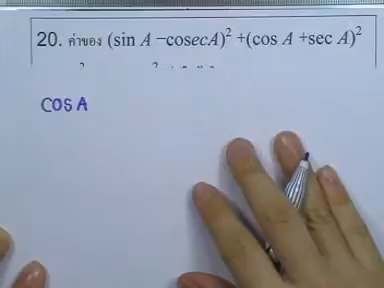 20. ค่าของ (sin A −cosecA)² +(cos A +sec A)²
COS A